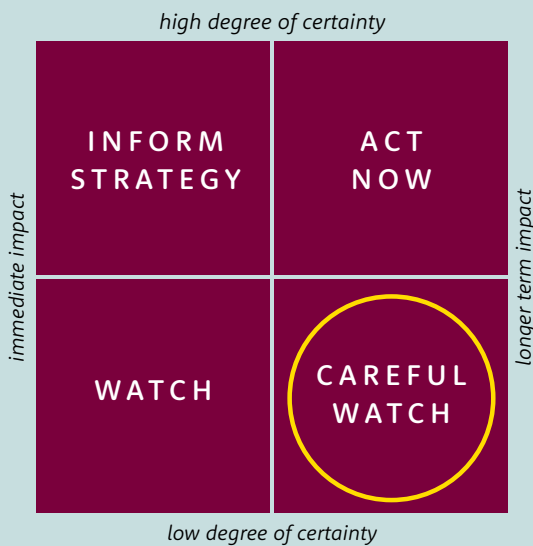 high degree of certainty
INFORM
STRATEGY
ACT
NOW
immediate impact
longer term impact
WATCH
CAREFUL
WATCH
low degree of certainty